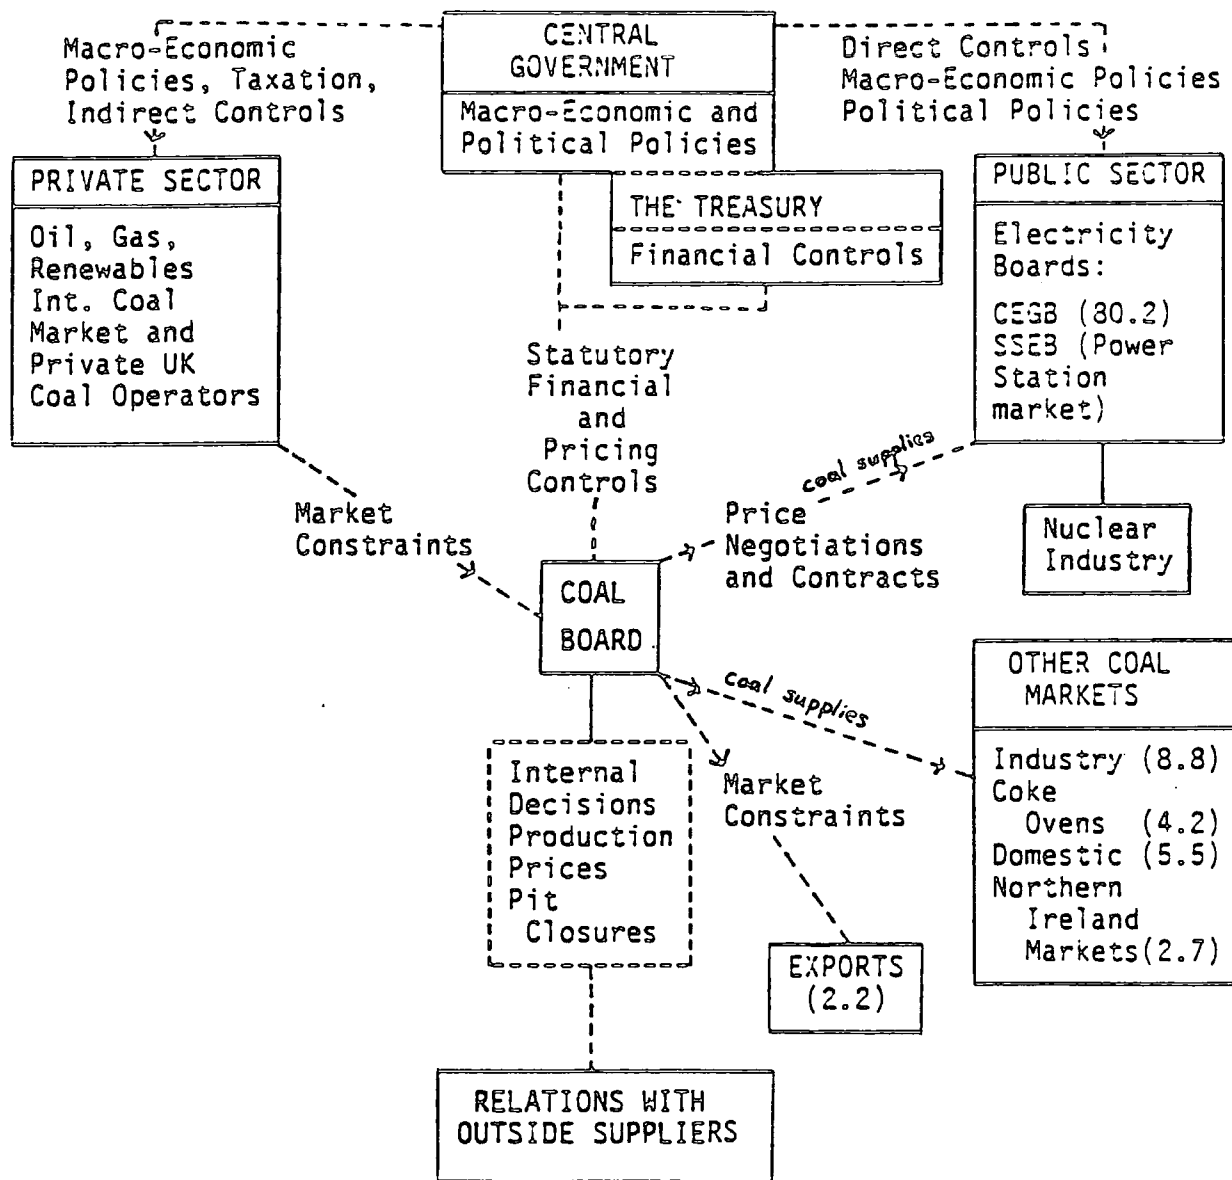 CENTRAL
GOVERNMENT
Macro-Economic and
Political Policies
THE TREASURY
Financial Controls
Macro-Economic
Policies, Taxation,
Indirect Controls
Direct Controls
Macro-Economic Policies
Political Policies
PRIVATE SECTOR
Oil, Gas,
Renewables
Int. Coal
Market and
Private UK
Coal Operators
PUBLIC SECTOR
Electricity
Boards:
CEGB (80.2)
SSEB (Power
Station
market)
Nuclear
Industry
Statutory
Financial
and
Pricing
Controls
Market
Constraints
coal supplies
Price
Negotiations
and Contracts
COAL
BOARD
coal supplies
OTHER COAL
MARKETS
Industry (8.8)
Coke
Ovens (4.2)
Domestic (5.5)
Northern
Ireland
Markets(2.7)
Internal
Decisions
Production
Prices
Pit
Closures
Market
Constraints
EXPORTS
(2.2)
RELATIONS WITH
OUTSIDE SUPPLIERS